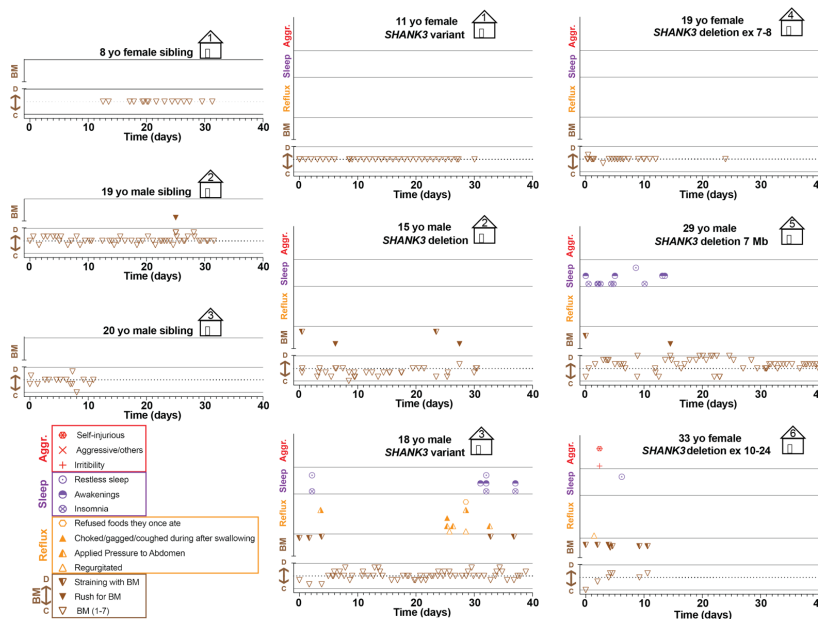 8 yo female sibling
1
BM
D
C
0 10 20 30 40
Time (days)
19 yo male sibling
2
BM
D
C
0 10 20 30 40
Time (days)
20 yo male sibling
3
BM
D
C
0 10 20 30 40
Time (days)
Aggr.
Self-injurious
Aggressive/others
Irritibility
Sleep
Restless sleep
Awakenings
Insomnia
Reflux
Refused foods they once ate
Choked/gagged/coughed during after swallowing
Applied Pressure to Abdomen
Regurgitated
BM
D
C
Straining with BM
Rush for BM
BM (1-7)
11 yo female
SHANK3 variant
1
Aggr.
Sleep
Reflux
BM
D
C
0 10 20 30 40
Time (days)
15 yo male
SHANK3 deletion
2
Aggr.
Sleep
Reflux
BM
D
C
0 10 20 30 40
Time (days)
18 yo male
SHANK3 variant
3
Aggr.
Sleep
Reflux
BM
D
C
0 10 20 30 40
Time (days)
19 yo female
SHANK3 deletion ex 7-8
4
Aggr.
Sleep
Reflux
BM
D
C
0 10 20 30 40
Time (days)
29 yo male
SHANK3 deletion 7 Mb
5
Aggr.
Sleep
Reflux
BM
D
C
0 10 20 30 40
Time (days)
33 yo female
SHANK3 deletion ex 10-24
6
Aggr.
Sleep
Reflux
BM
D
C
0 10 20 30 40
Time (days)